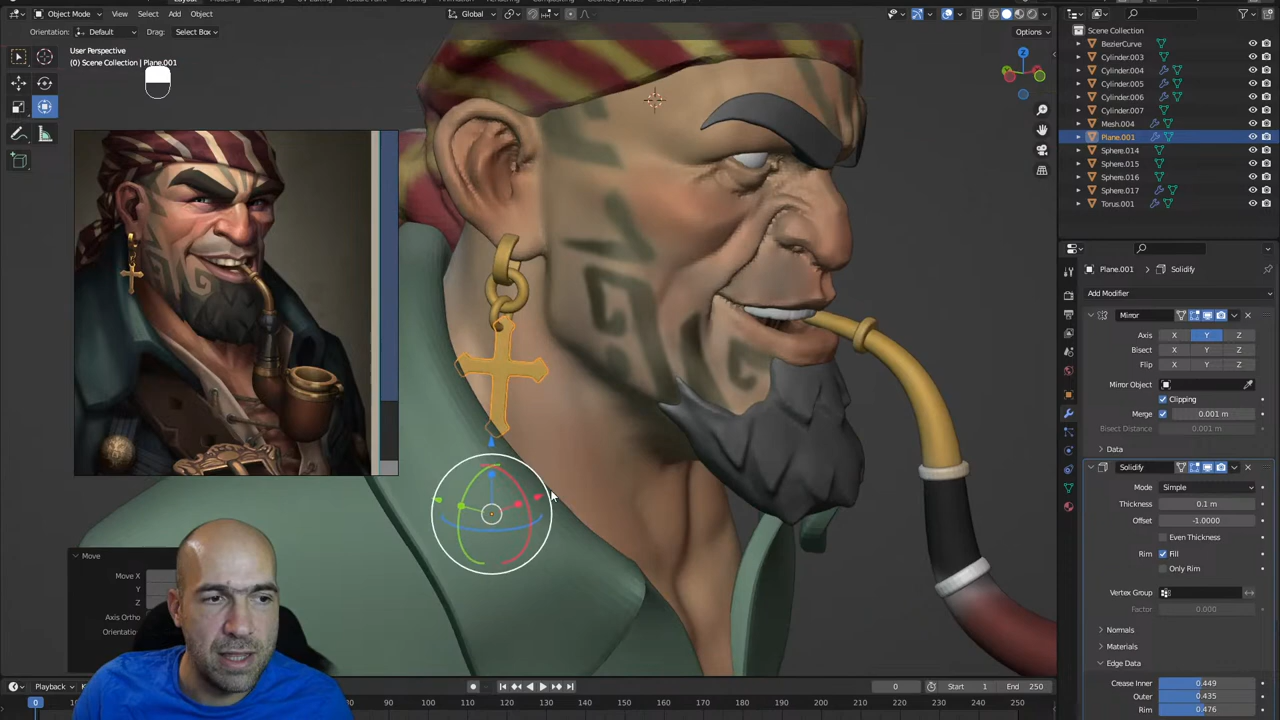 Object Mode
View
Select
Add
Object
Global
Orientation:
Default
Drag:
Select Box
Options
User Perspective
(0) Scene Collection | Plane.001
Scene Collection
BezierCurve
Cylinder.003
Cylinder.004
Cylinder.005
Cylinder.006
Cylinder.007
Mesh.004
Plane.001
Sphere.014
Sphere.015
Sphere.016
Sphere.017
Torus.001
Plane.001
Solidify
Add Modifier
Mirror
Axis
X
Y
Z
Bisect
X
Y
Z
Flip
X
Y
Z
Mirror Object
Clipping
Merge
0.001 m
Bisect Distance
0.001 m
Data
Solidify
Mode
Simple
Thickness
0.1 m
Offset
-1.0000
Even Thickness
Rim
Fill
Only Rim
Vertex Group
Factor
0.000
Normals
Materials
Edge Data
Crease Inner
0.449
Outer
0.435
Rim
0.476
Move
Move X
Y
Z
Axis Ortho
Playback
0
Start
1
End
250
0
80
90
100
110
120
130
140
150
160
170
180
190
200
210
220
230
240
250